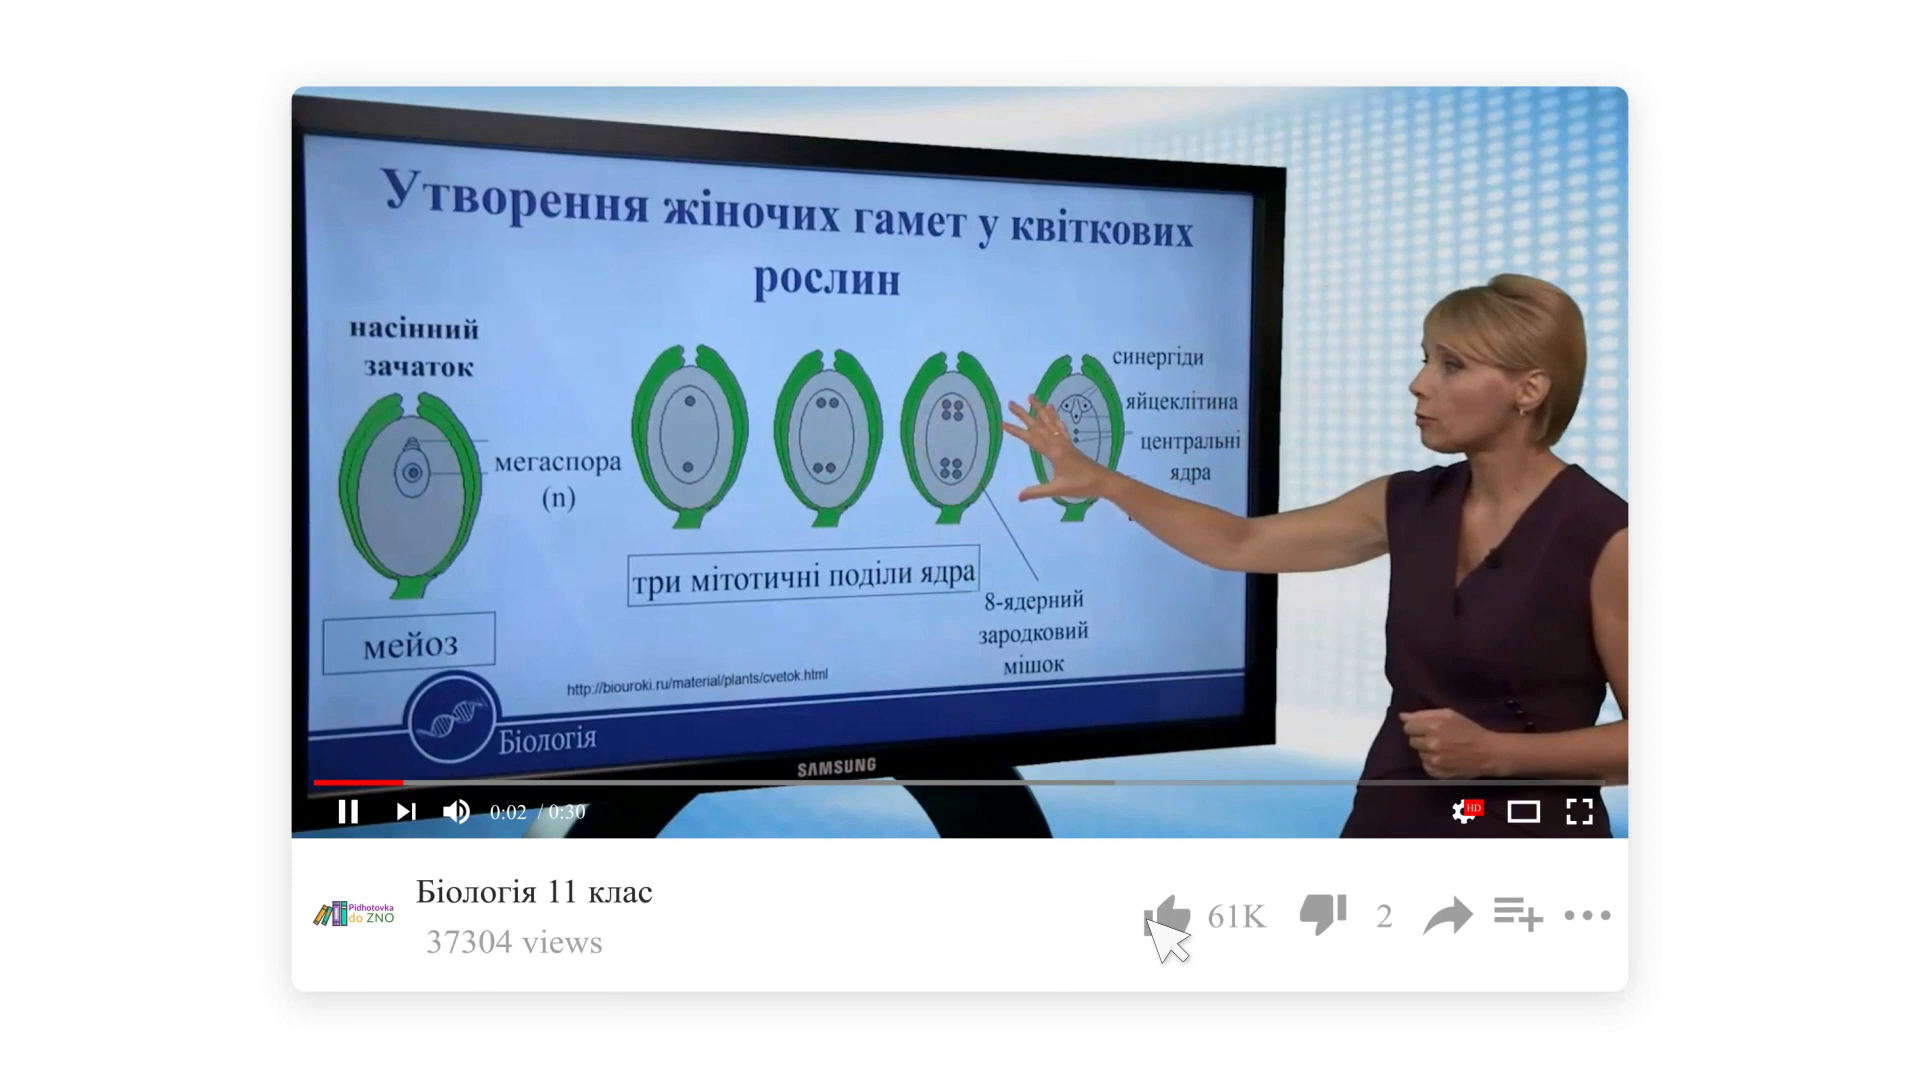 Утворення жіночих гамет у квіткових
рослин
насінний
зачаток
мегаспора
(n)
синергіди
яйцеклітина
центральні
ядра
три мітотичні поділи ядра
8-ядерний
зародковий
мішок
мейоз
http://biouroki.ru/material/plants/cvetok.html
Біологія
SAMSUNG
0:02 / 0:30
HD
Біологія 11 клас
Pidhotovka
do ZNO
37304 views
61K
2